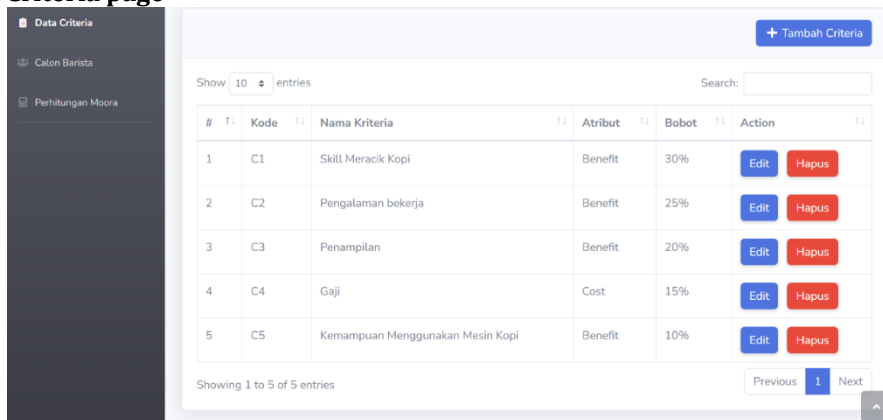 Data Criteria
Calon Barista
Perhitungan Moora
+ Tambah Criteria
Show 10 entries
Search:
# Kode Nama Kriteria Atribut Bobot Action
1 C1 Skill Meracik Kopi Benefit 30% Edit Hapus
2 C2 Pengalaman bekerja Benefit 25% Edit Hapus
3 C3 Penampilan Benefit 20% Edit Hapus
4 C4 Gaji Cost 15% Edit Hapus
5 C5 Kemampuan Menggunakan Mesin Kopi Benefit 10% Edit Hapus
Showing 1 to 5 of 5 entries
Previous 1 Next